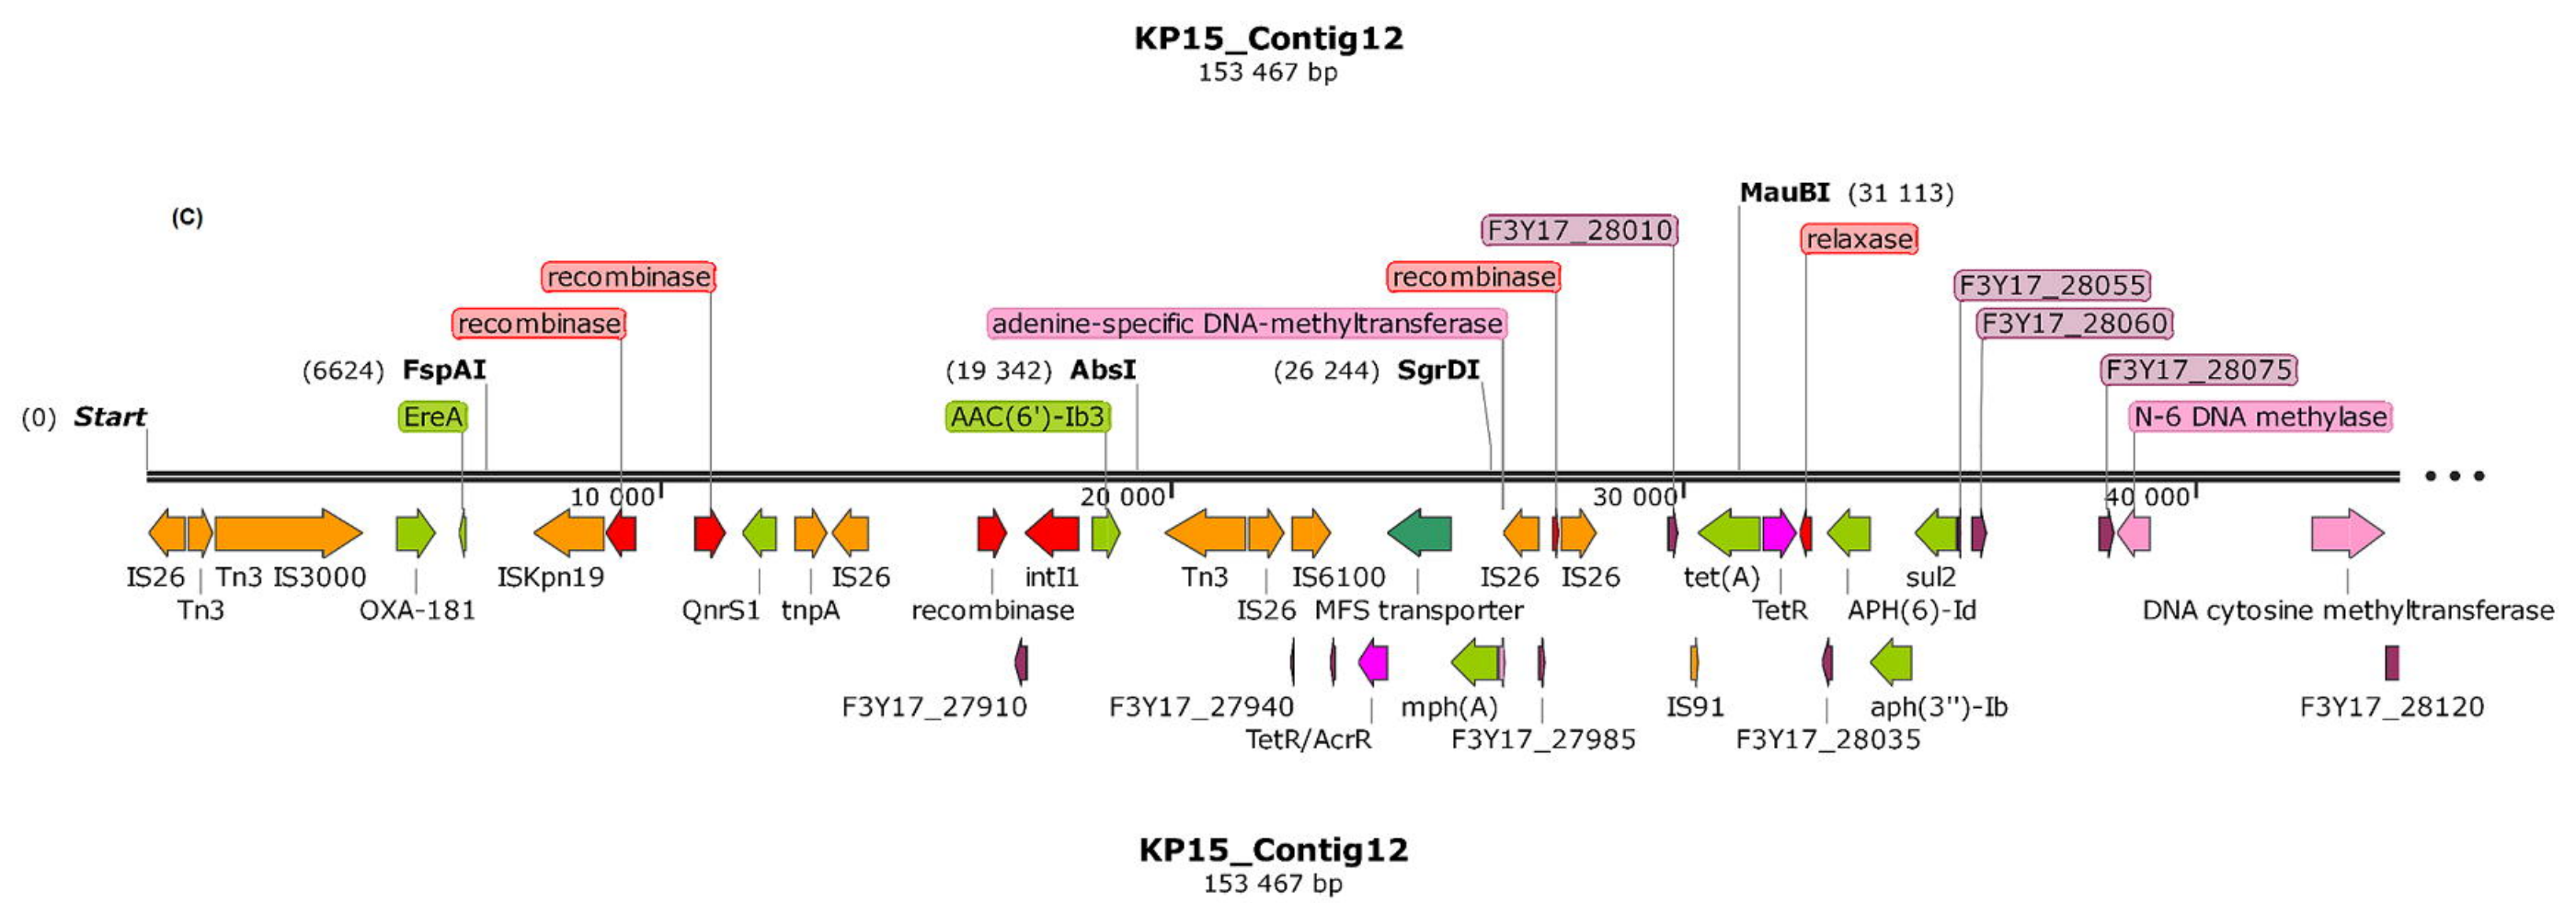 KP15_Contig12
153 467 bp
(C)
MauBI (31 113)
F3Y17_28010
relaxase
recombinase
recombinase
F3Y17_28055
recombinase
adenine-specific DNA-methyltransferase
F3Y17_28060
(6624) FspAI
(19 342) AbsI
(26 244) SgrDI
F3Y17_28075
(0) Start
EreA
AAC(6')-Ib3
N-6 DNA methylase
10 000
20 000
30 000
40 000
IS26
Tn3 IS3000
ISKpn19
IS26
intI1
Tn3
IS6100
IS26
IS26
tet(A)
sul2
Tn3
OXA-181
QnrS1
tnpA
recombinase
IS26
MFS transporter
TetR
APH(6)-Id
DNA cytosine methyltransferase
F3Y17_27910
F3Y17_27940
mph(A)
IS91
aph(3'')-Ib
F3Y17_28120
TetR/AcrR
F3Y17_27985
F3Y17_28035
KP15_Contig12
153 467 bp